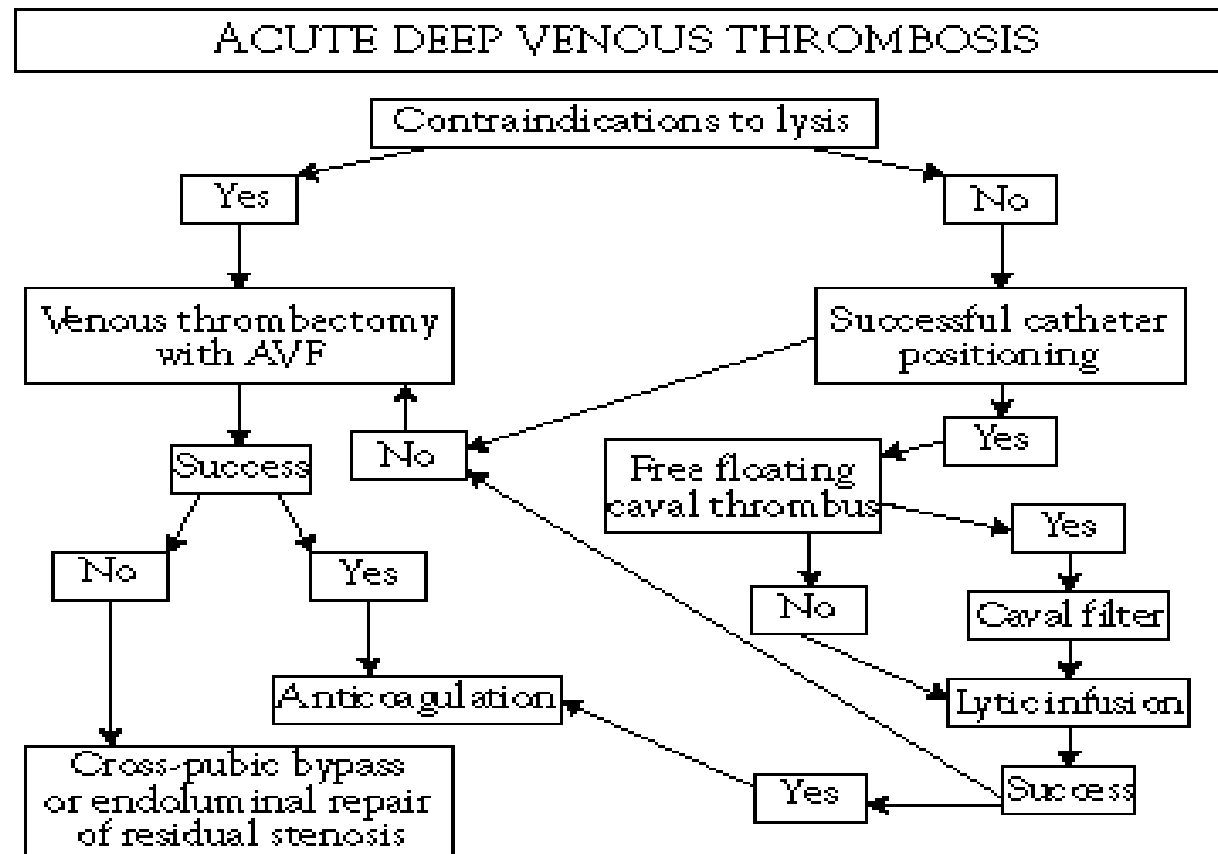 ACUTE DEEP VENOUS THROMBOSIS
Contraindications to lysis
Yes
No
Venous thrombectomy
with AVF
Successful catheter
positioning
Yes
No
Success
Free floating
caval thrombus
Yes
No
Yes
No
Caval filter
Anticoagulation
Lytic infusion
Cross-pubic bypass
or endoluminal repair
of residual stenosis
Yes
Success